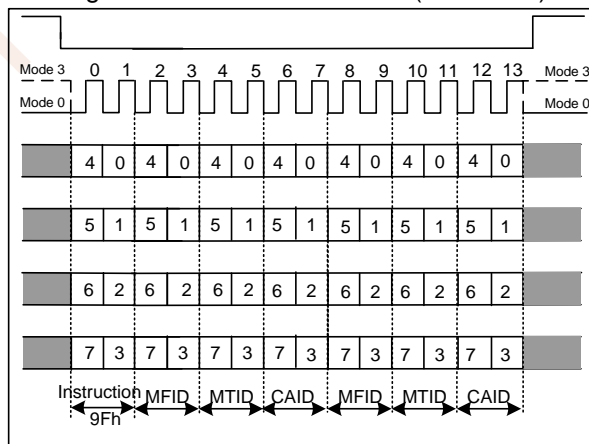 Mode 3 0 1 2 3 4 5 6 7 8 9 10 11 12 13 Mode 3
Mode 0 Mode 0
4 0 4 0 4 0 4 0 4 0 4 0 4 0
5 1 5 1 5 1 5 1 5 1 5 1 5 1
6 2 6 2 6 2 6 2 6 2 6 2 6 2
7 3 7 3 7 3 7 3 7 3 7 3 7 3
Instruction MFID MTID CAID MFID MTID CAID
9Fh